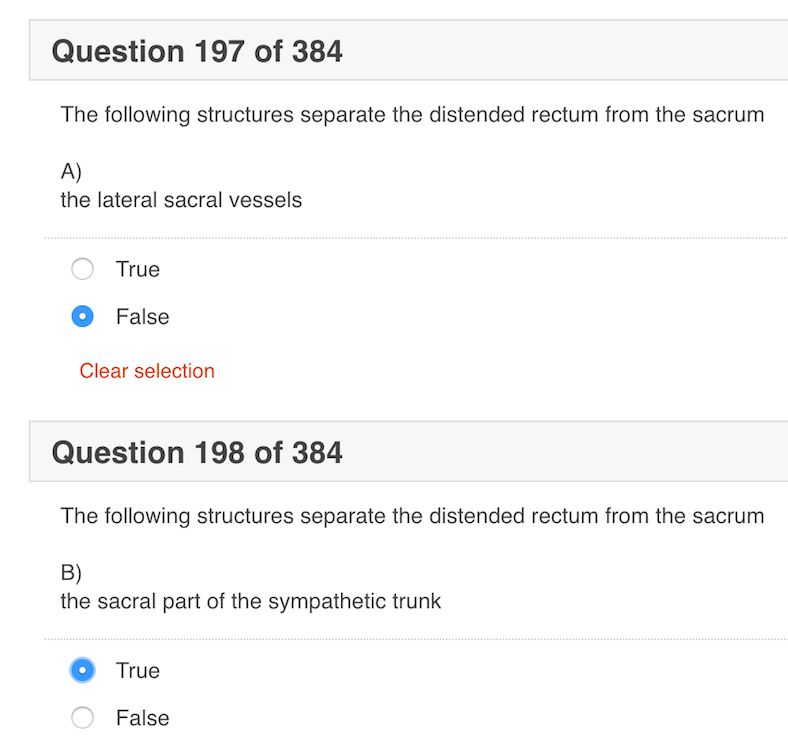 Question 197 of 384
The following structures separate the distended rectum from the sacrum
A)
the lateral sacral vessels
True
False
Clear selection
Question 198 of 384
The following structures separate the distended rectum from the sacrum
B)
the sacral part of the sympathetic trunk
True
False